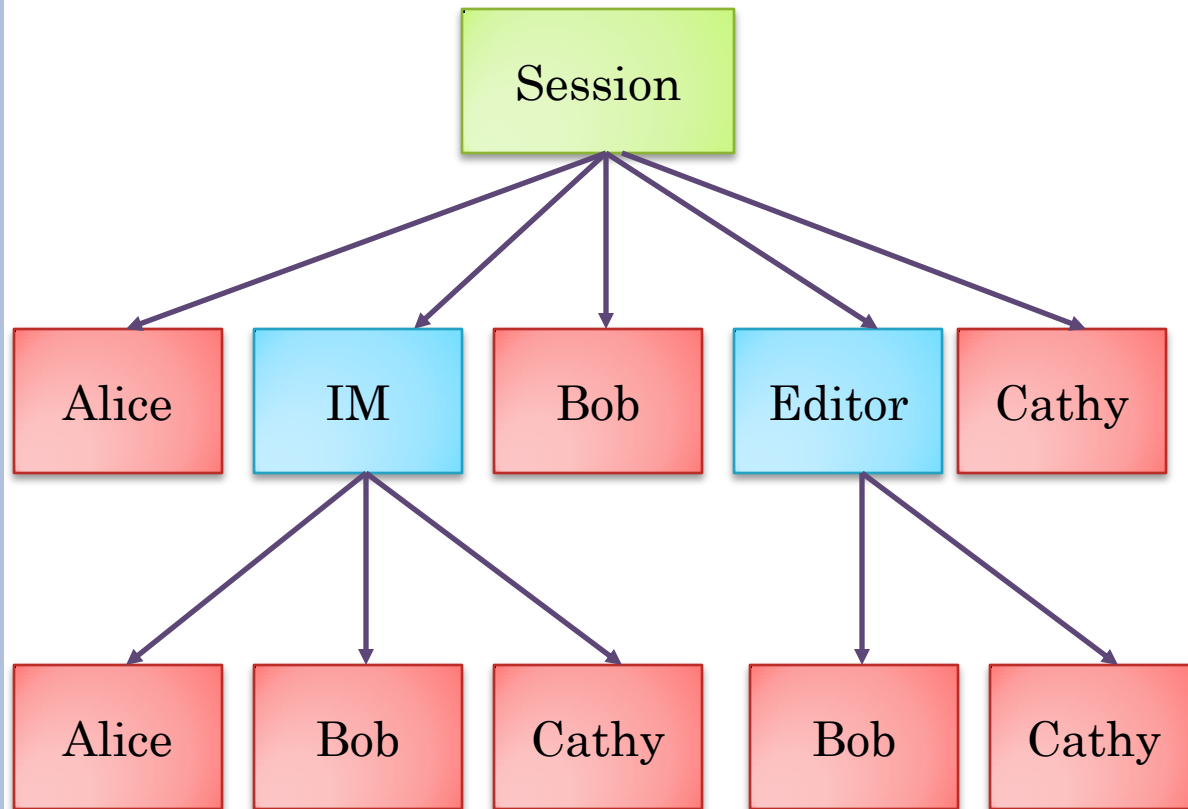 Session
Alice
IM
Bob
Editor
Cathy
Alice
Bob
Cathy
Bob
Cathy